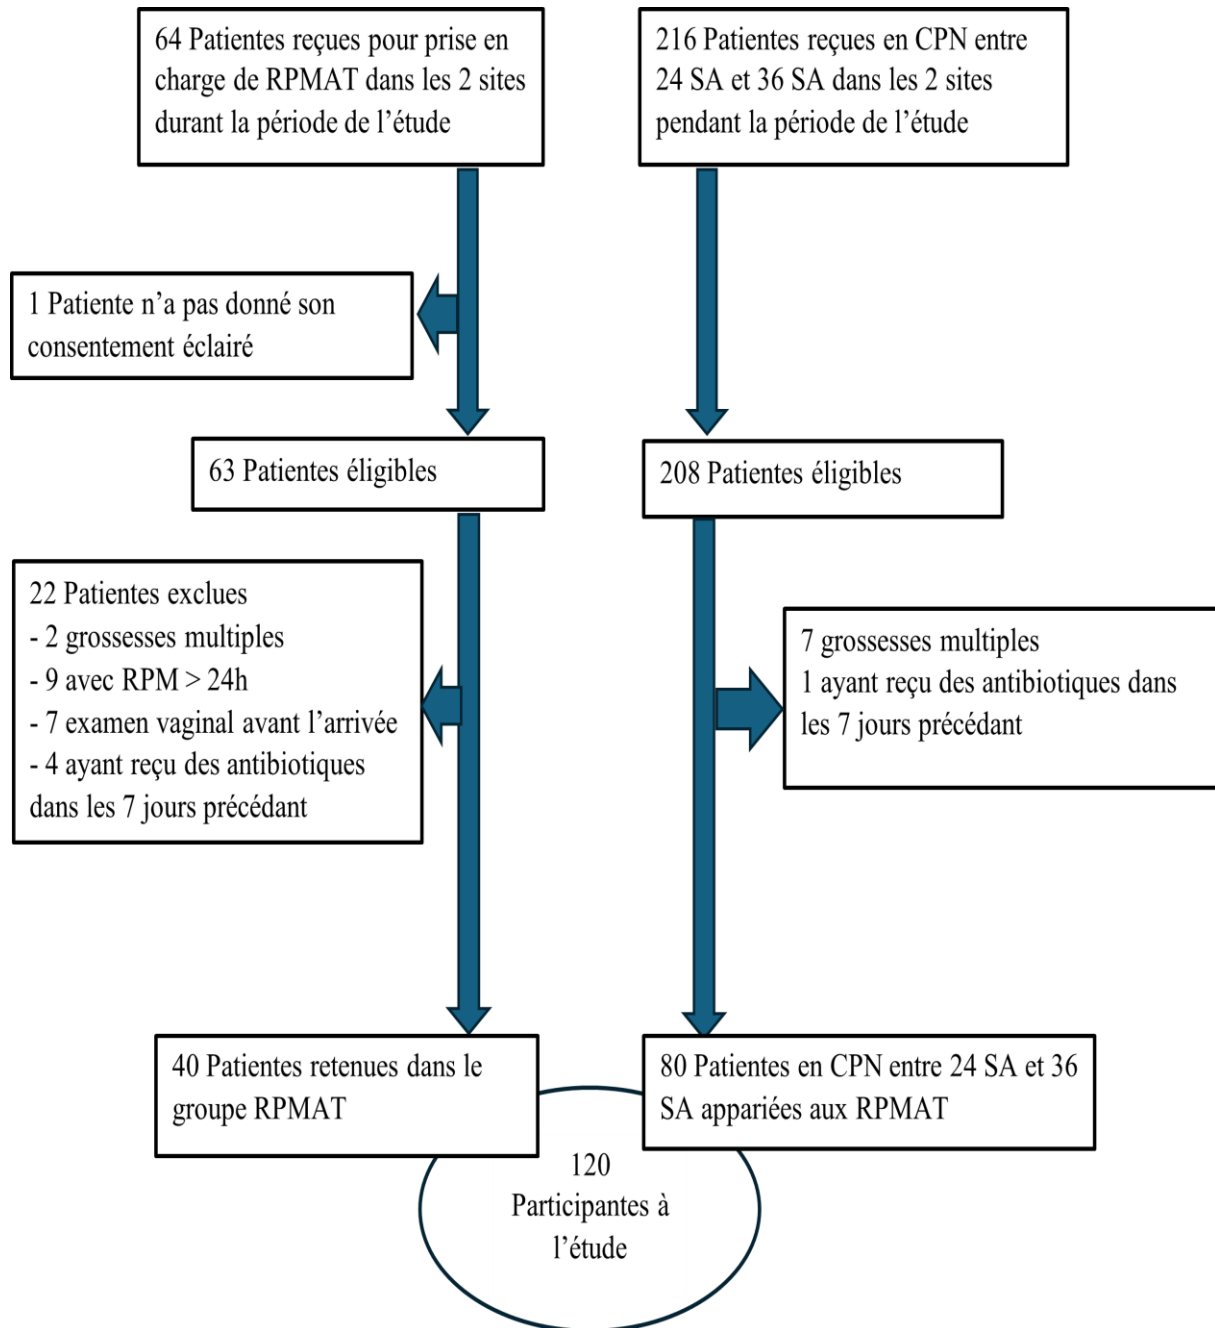 64 Patientes reçues pour prise en
charge de RPMAT dans les 2 sites
durant la période de l’étude
216 Patientes reçues en CPN entre
24 SA et 36 SA dans les 2 sites
pendant la période de l’étude
1 Patiente n’a pas donné son
consentement éclairé
63 Patientes éligibles
208 Patientes éligibles
22 Patientes exclues
- 2 grossesses multiples
- 9 avec RPM > 24h
- 7 examen vaginal avant l’arrivée
- 4 ayant reçu des antibiotiques
dans les 7 jours précédant
7 grossesses multiples
1 ayant reçu des antibiotiques dans
les 7 jours précédant
40 Patientes retenues dans le
groupe RPMAT
80 Patientes en CPN entre 24 SA et 36
SA appariées aux RPMAT
120
Participantes à
l’étude